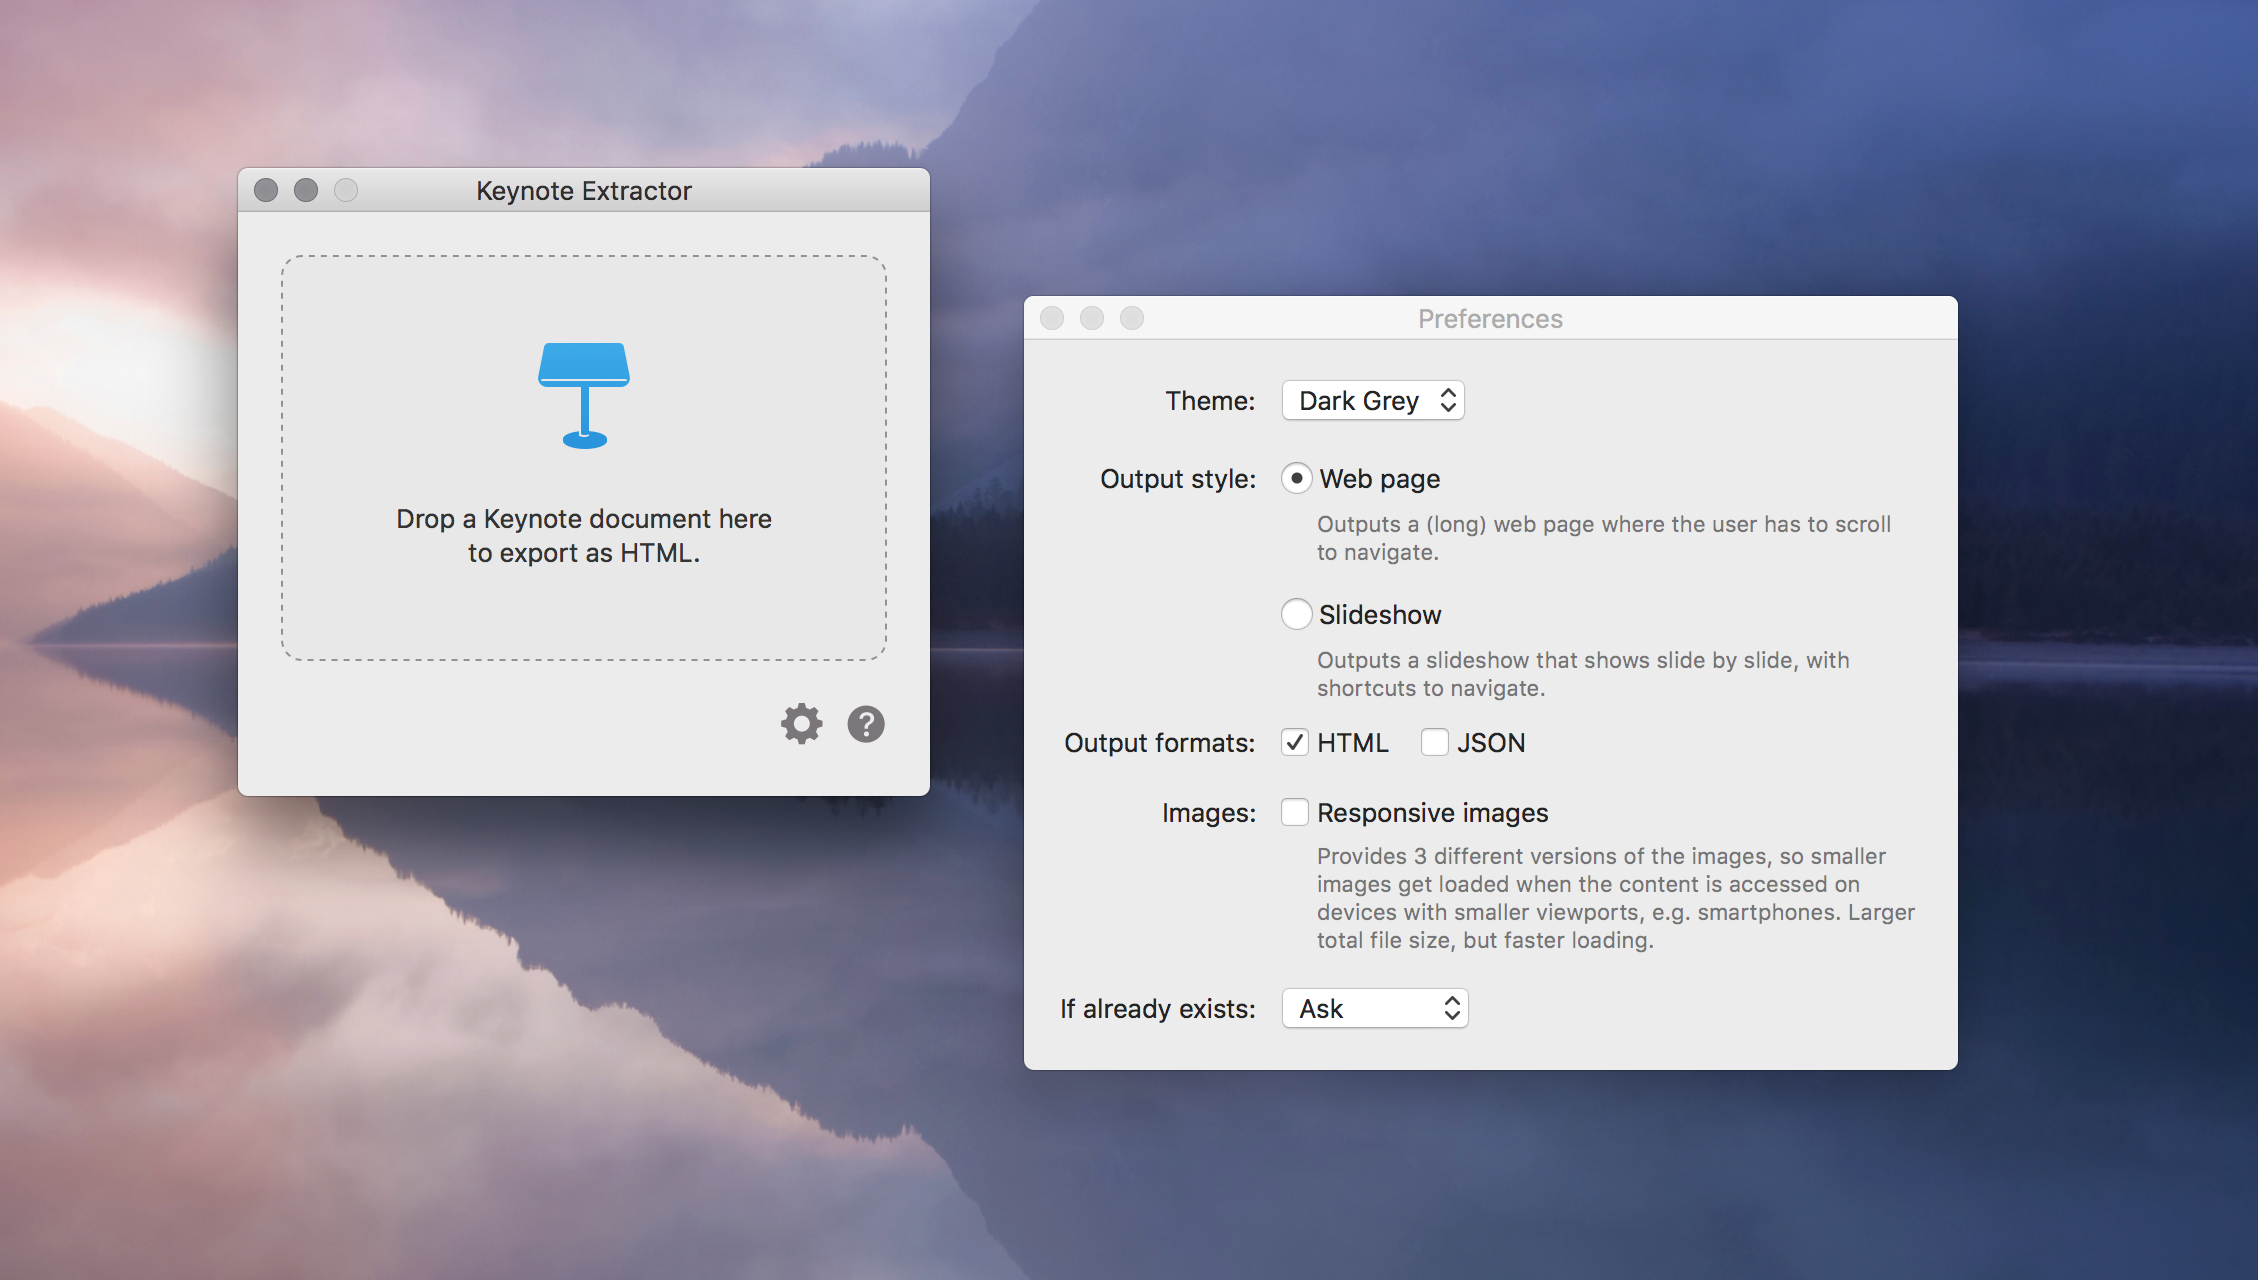 Keynote Extractor
Drop a Keynote document here
to export as HTML.
?
Preferences
Theme: Dark Grey
Output style: Web page
Outputs a (long) web page where the user has to scroll
to navigate.
Slideshow
Outputs a slideshow that shows slide by slide, with
shortcuts to navigate.
Output formats: HTML JSON
Images: Responsive images
Provides 3 different versions of the images, so smaller
images get loaded when the content is accessed on
devices with smaller viewports, e.g. smartphones. Larger
total file size, but faster loading.
If already exists: Ask